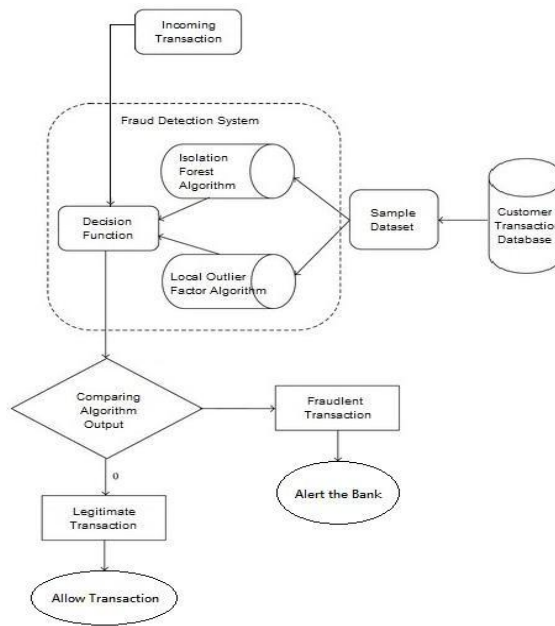 Incoming
Transaction
Fraud Detection System
Isolation
Forest
Algorithm
Decision
Function
Sample
Dataset
Customer
Transaction
Database
Local Outlier
Factor Algorithm
Comparing
Algorithm
Output
Fraudlent
Transaction
0
Alert the Bank
Legitimate
Transaction
Allow Transaction